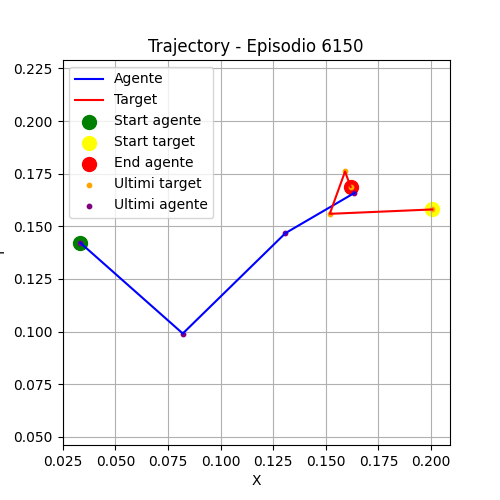 Trajectory - Episodio 6150
Agente
Target
Start agente
Start target
End agente
Ultimi target
Ultimi agente
0.225
0.200
0.175
0.150
0.125
0.100
0.075
0.050
0.025
0.050
0.075
0.100
0.125
0.150
0.175
0.200
X